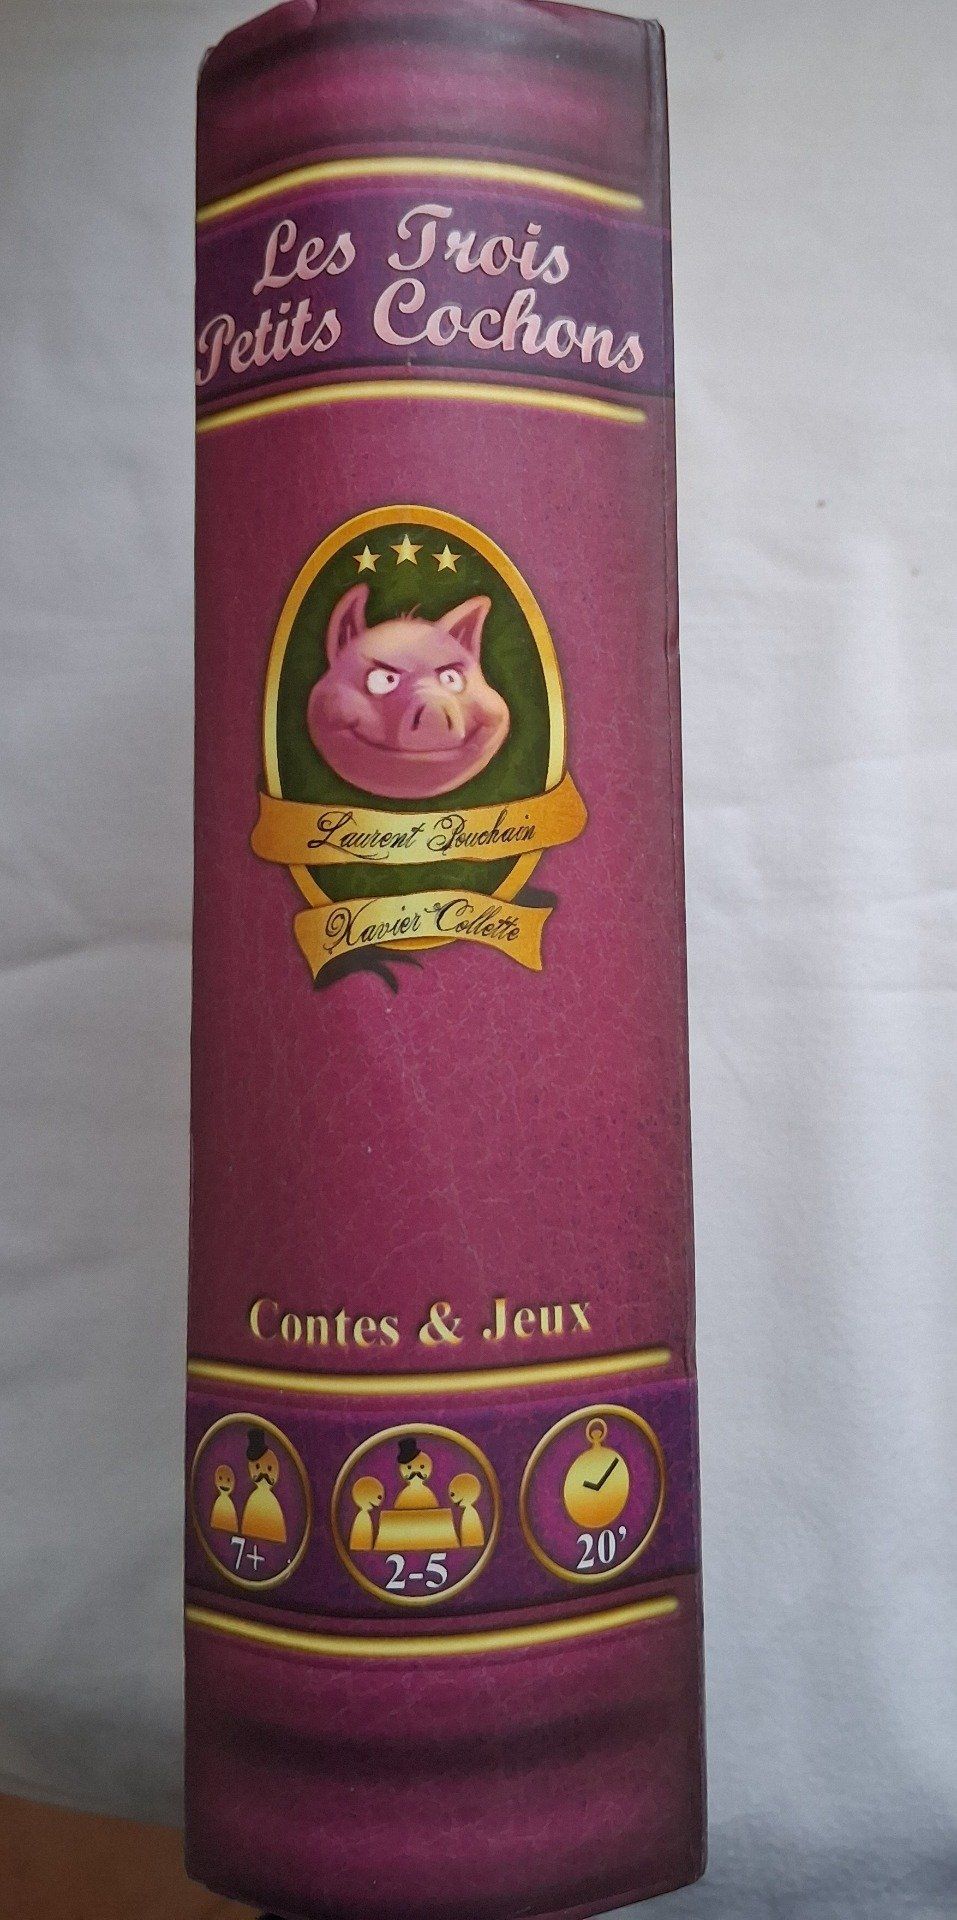 Les Trois
Petits Cochons
Laurent Pouchain
Xavier Collette
Contes & Jeux
7+
2-5
20'